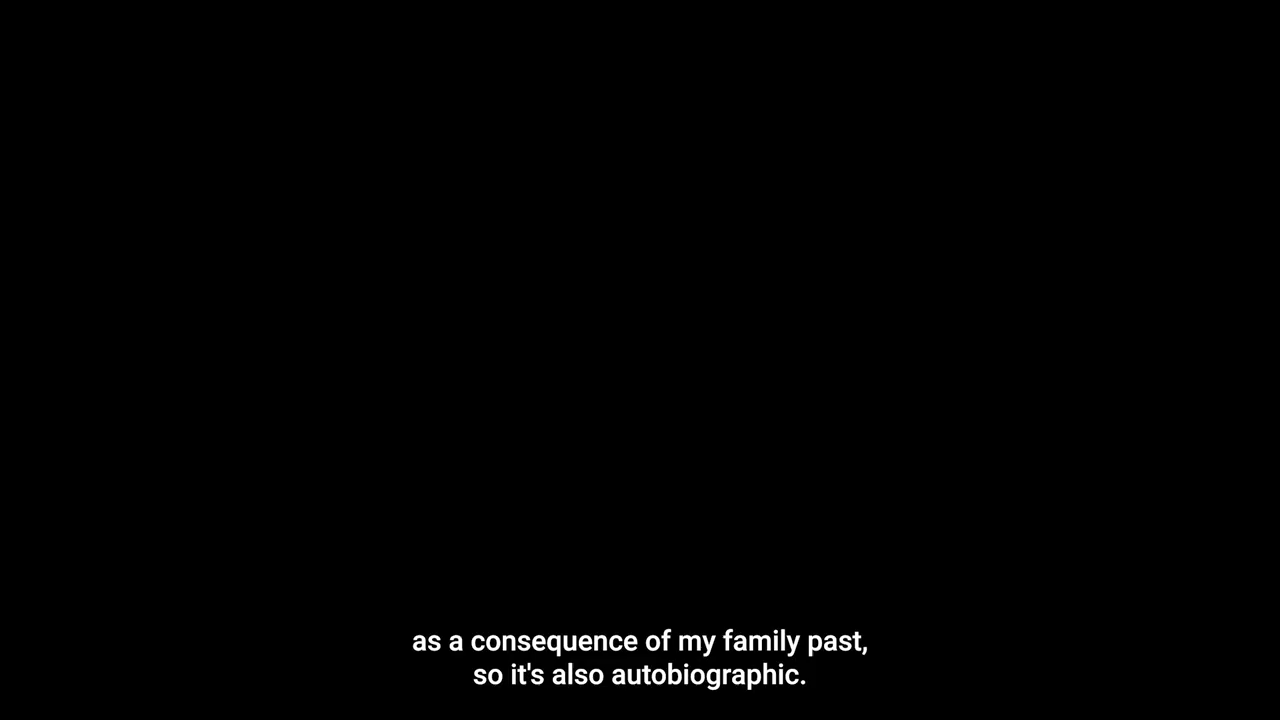 as a consequence of my family past,
so it's also autobiographic.